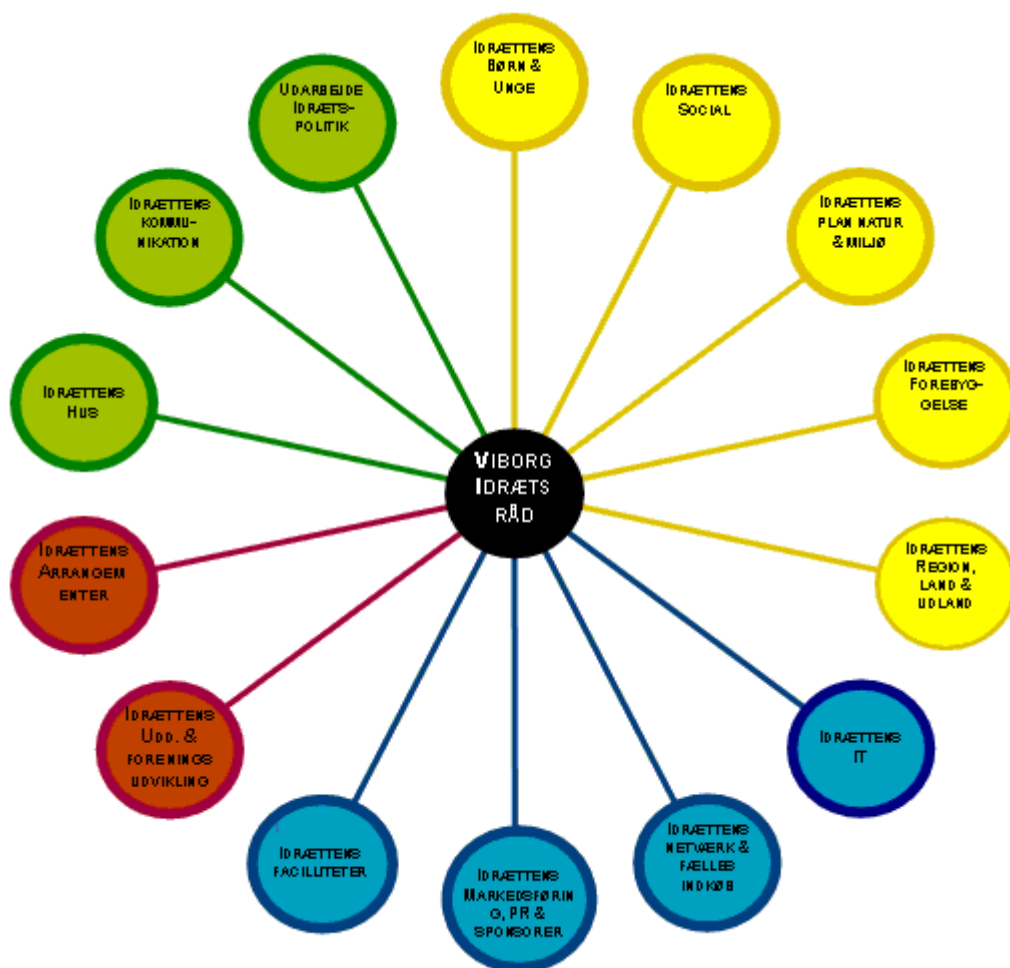 IDRÆTTENS
BØRN &
UNGE
IDRÆTTENS
SOCIAL
IDRÆTTENS
PLAN NATUR
& MILJØ
IDRÆTTENS
FOREBYG-
GELSE
IDRÆTTENS
REGION,
LAND &
UDLAND
IDRÆTTENS
IT
IDRÆTTENS
NETVÆRK &
FÆLLES
INDKØB
IDRÆTTENS
MARKEDSFØRIN
G, PR &
SPONSORER
IDRÆTTENS
FACILUTETER
IDRÆTTENS
UDD. &
FORENINGS
UDVIKLING
IDRÆTTENS
ARRANGEM
ENTER
IDRÆTTENS
HUS
IDRÆTTENS
KOMMU-
NIKATION
UDARBEJDE
IDRÆTS-
POLITIK
VIBORG
IDRÆTS
RÅD